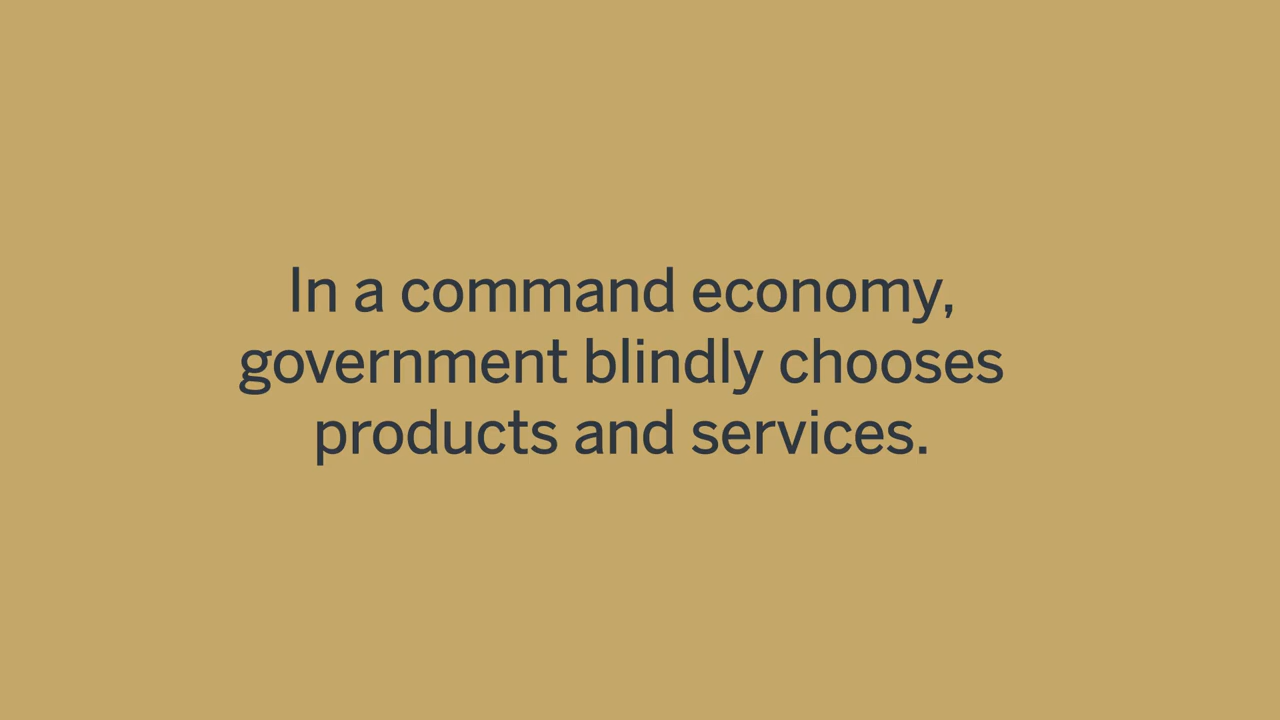 In a command economy,
government blindly chooses
products and services.